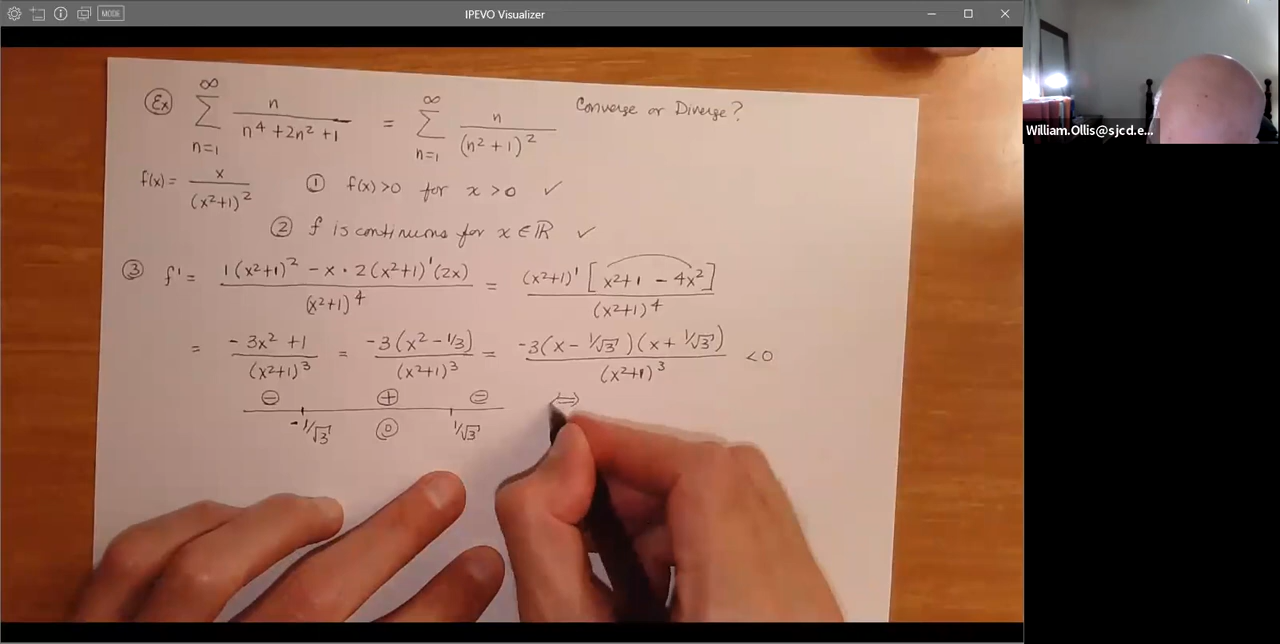 MODE
IPEVO Visualizer
Ex ∞ ∑ n=1 n / (n⁴ + 2n² + 1) = ∞ ∑ n=1 n / (n² + 1)² Converge or Diverge?
f(x) = x / (x²+1)² ① f(x) > 0 for x > 0 ✓
② f is continuous for x ∈ ℝ ✓
③ f' = 1(x²+1)² − x · 2(x²+1)'(2x) / (x²+1)⁴ = (x²+1)' [x²+1 − 4x²] / (x²+1)⁴
= −3x² + 1 / (x²+1)³ = −3(x² − 1/3) / (x²+1)³ = −3(x − 1/√3)(x + 1/√3) / (x²+1)³ < 0
⊖ ⊕ ⊖ ⟺
−1/√3 0 1/√3
William.Ollis@sjcd.e...